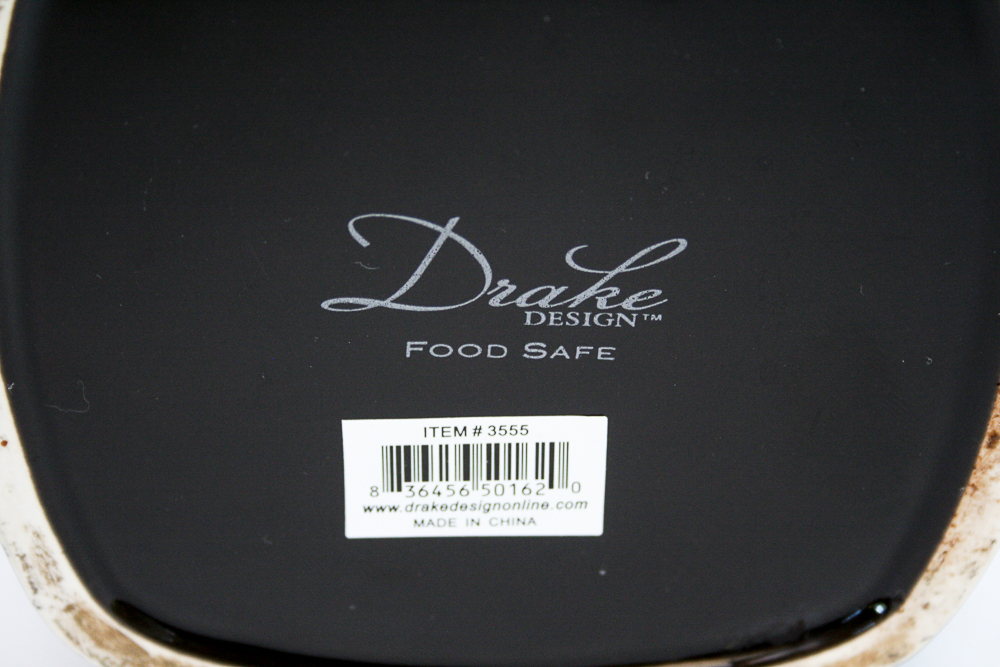 Drake
DESIGN™
FOOD SAFE
ITEM # 3555
8 36456 50162 0
www.drakedesignonline.com
MADE IN CHINA